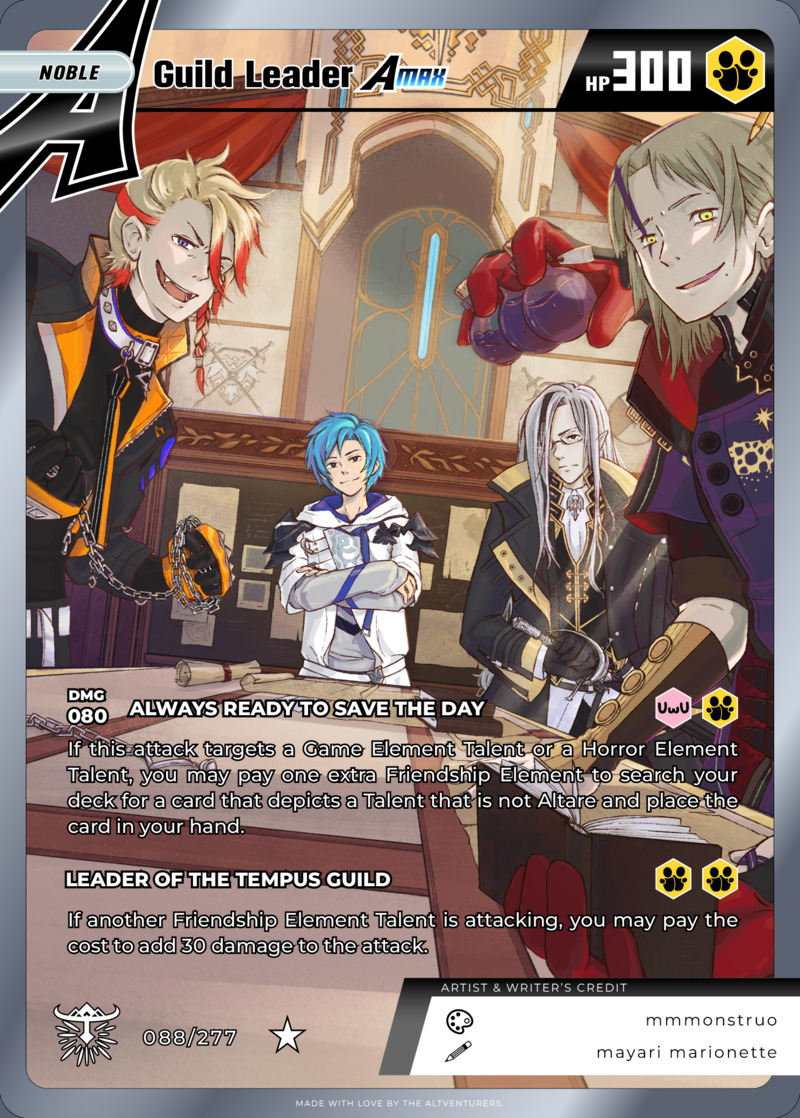 NOBLE
Guild Leader AMAX
HP 300
DMG
080 ALWAYS READY TO SAVE THE DAY
UwU
If this attack targets a Game Element Talent or a Horror Element
Talent, you may pay one extra Friendship Element to search your
deck for a card that depicts a Talent that is not Altare and place the
card in your hand.
LEADER OF THE TEMPUS GUILD
If another Friendship Element Talent is attacking, you may pay the
cost to add 30 damage to the attack.
ARTIST & WRITER'S CREDIT
mmmonstruo
mayari marionette
088/277
MADE WITH LOVE BY THE ALTVENTURERS.